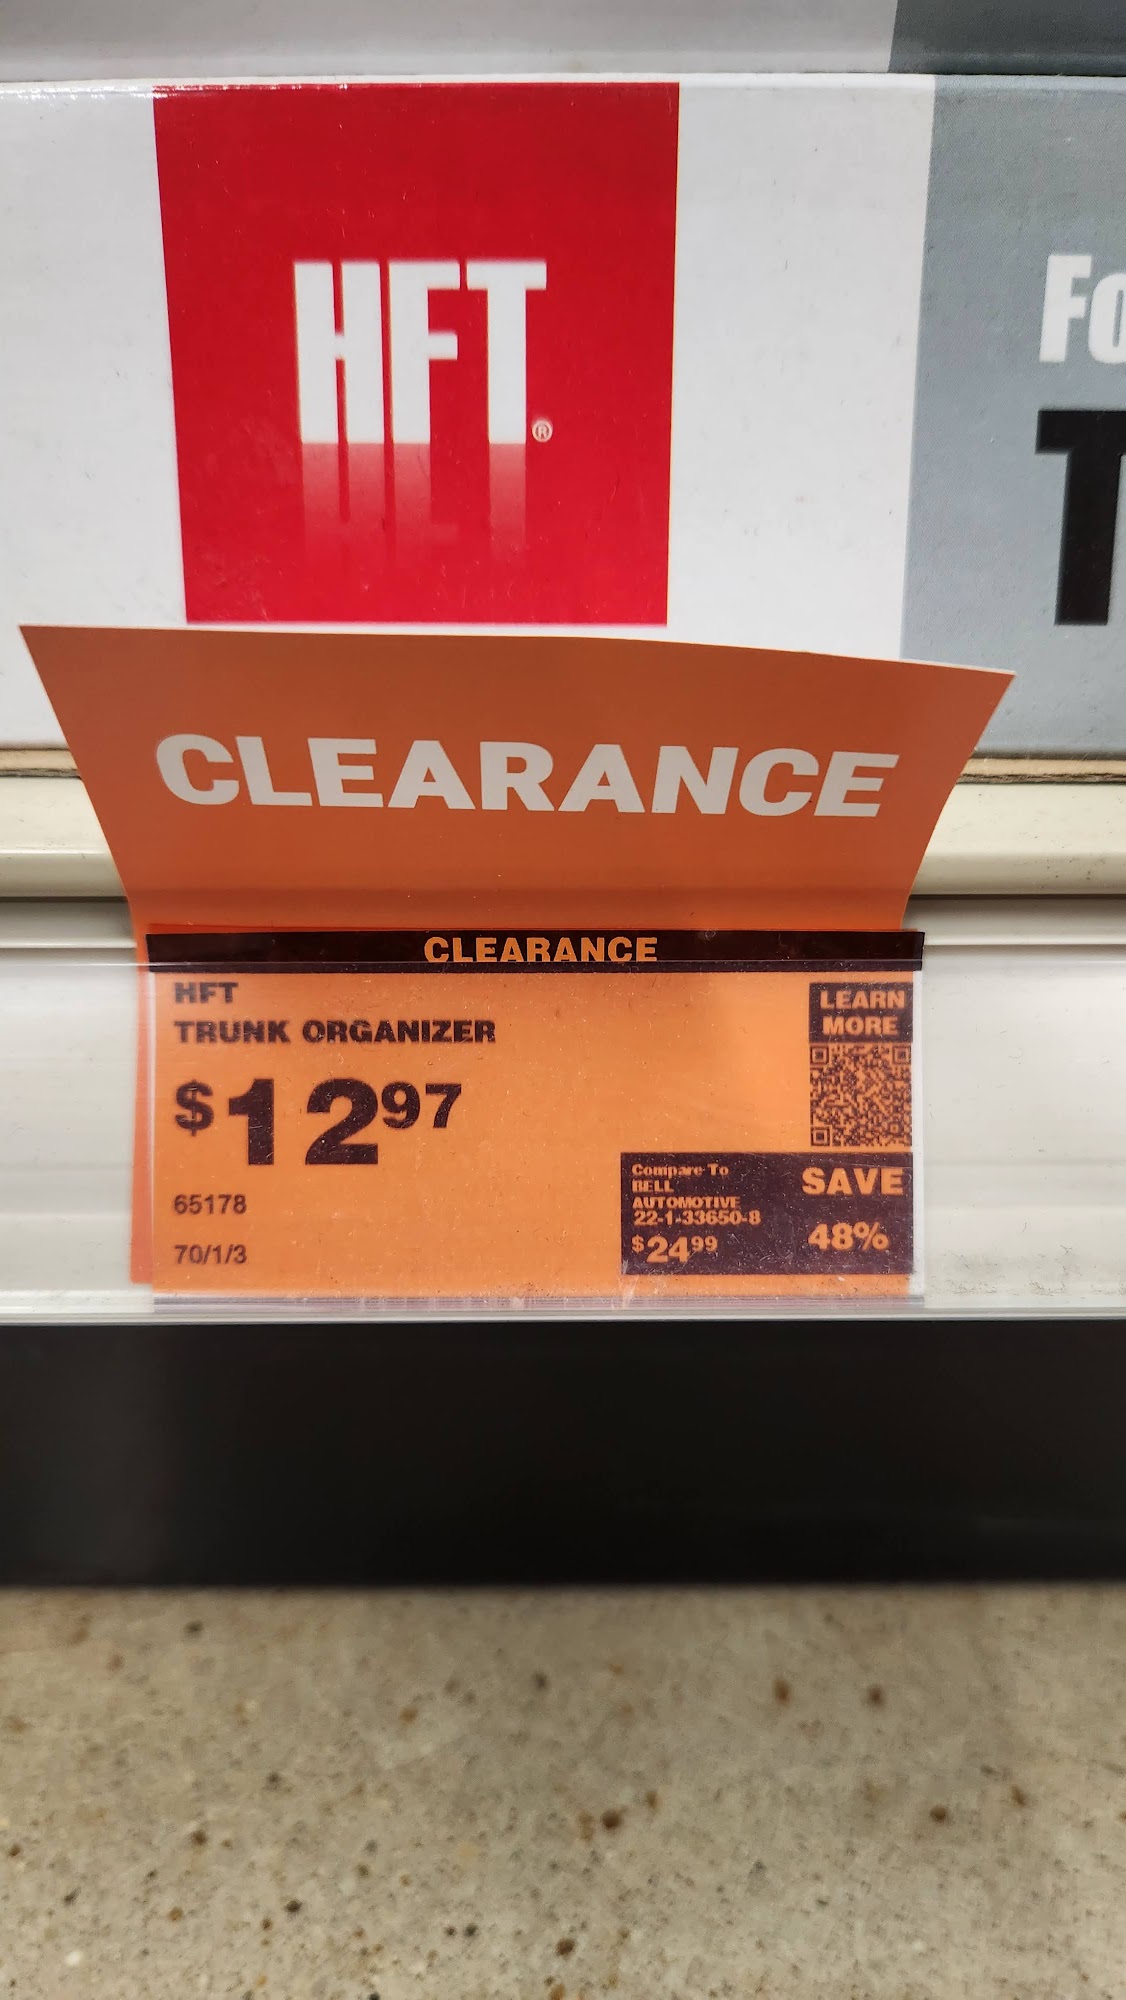 HFT®
Fo
T
CLEARANCE
CLEARANCE
HFT
TRUNK ORGANIZER
$12.97
65178
70/1/3
LEARN
MORE
Compare To
BELL
AUTOMOTIVE
22-1-33650-8
$24.99
SAVE
48%